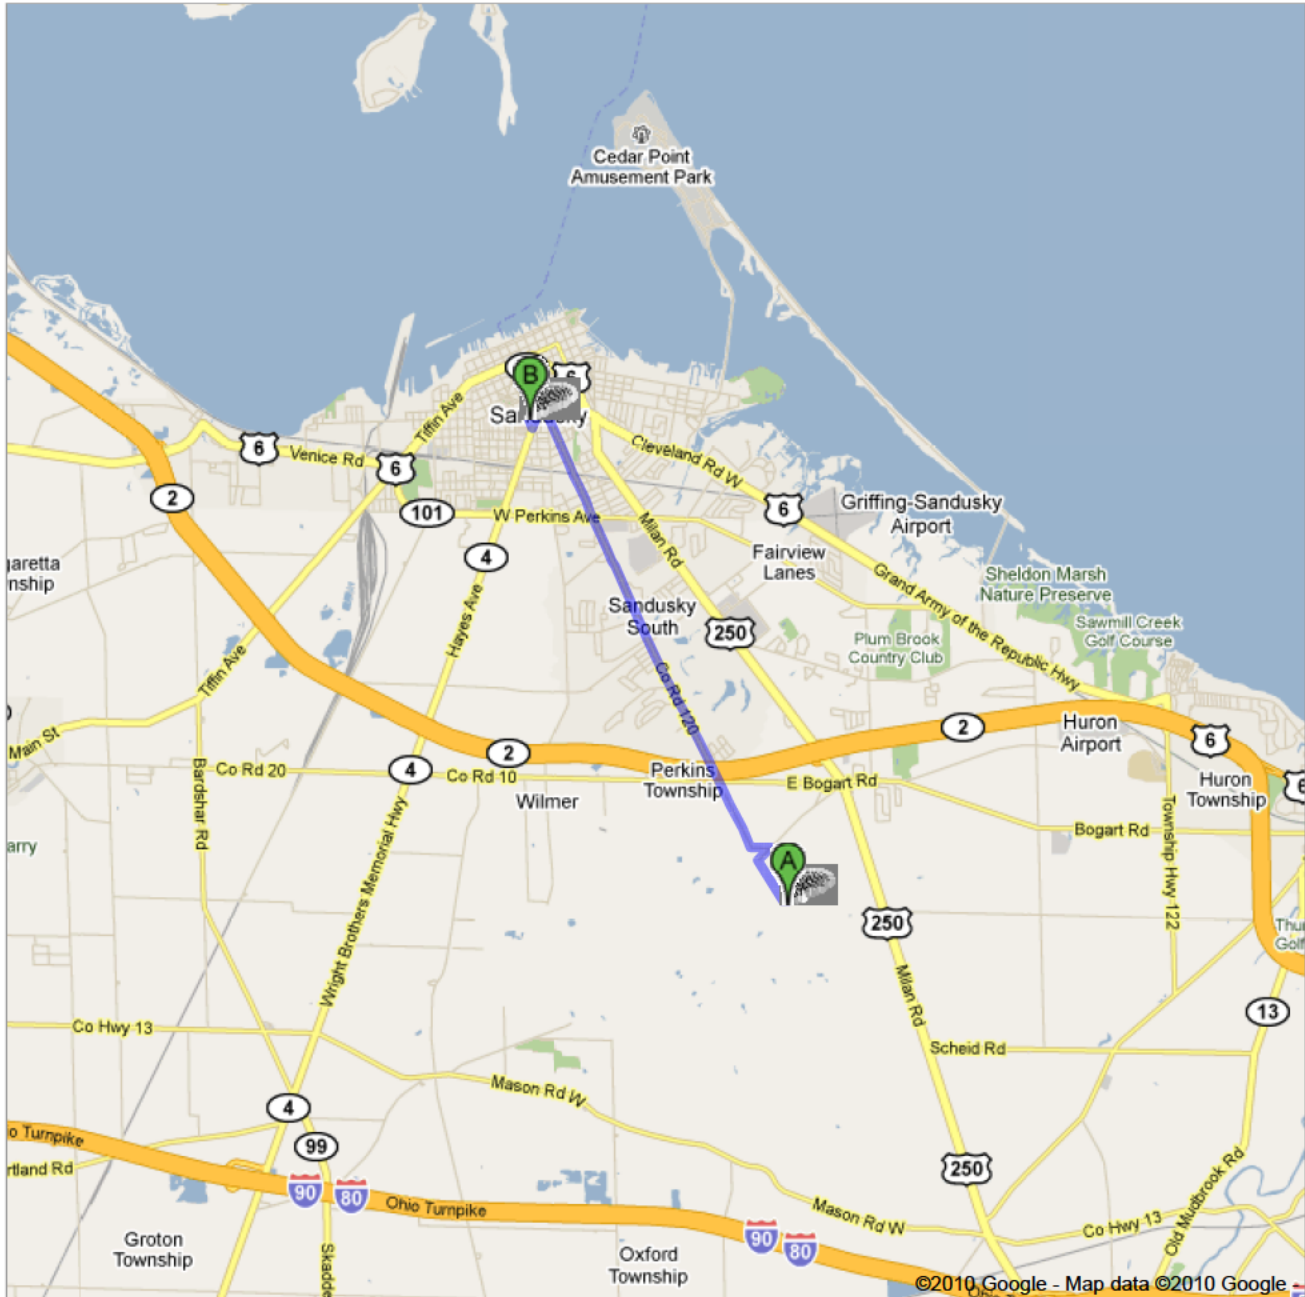 Cedar Point
Amusement Park
B
6
Sandusky
Tiffin Ave
Cleveland Rd W
6
Venice Rd
6
2
101
W Perkins Ave
Milan Rd
6
Griffing-Sandusky
Airport
4
Fairview
Lanes
garetta
nship
Sheldon Marsh
Nature Preserve
Grand Army of the Republic Hwy
Hayes Ave
Sandusky
South
250
Sawmill Creek
Golf Course
Plum Brook
Country Club
Tiffin Ave
Co Rd 120
Main St
2
Huron
Airport
6
2
4
Co Rd 20
Co Rd 10
Perkins
Township
E Bogart Rd
Huron
Township
6
Wilmer
Bardshar Rd
Township Hwy 122
Bogart Rd
arry
A
Wright Brothers Memorial Hwy
250
Thu
Golf
Milan Rd
13
Co Hwy 13
Scheid Rd
Mason Rd W
4
o Turnpike
99
rtland Rd
250
90
80
Ohio Turnpike
Old Mudbrook Rd
Mason Rd W
Co Hwy 13
90
80
Groton
Township
Skadde
Oxford
Township
©2010 Google - Map data ©2010 Google -